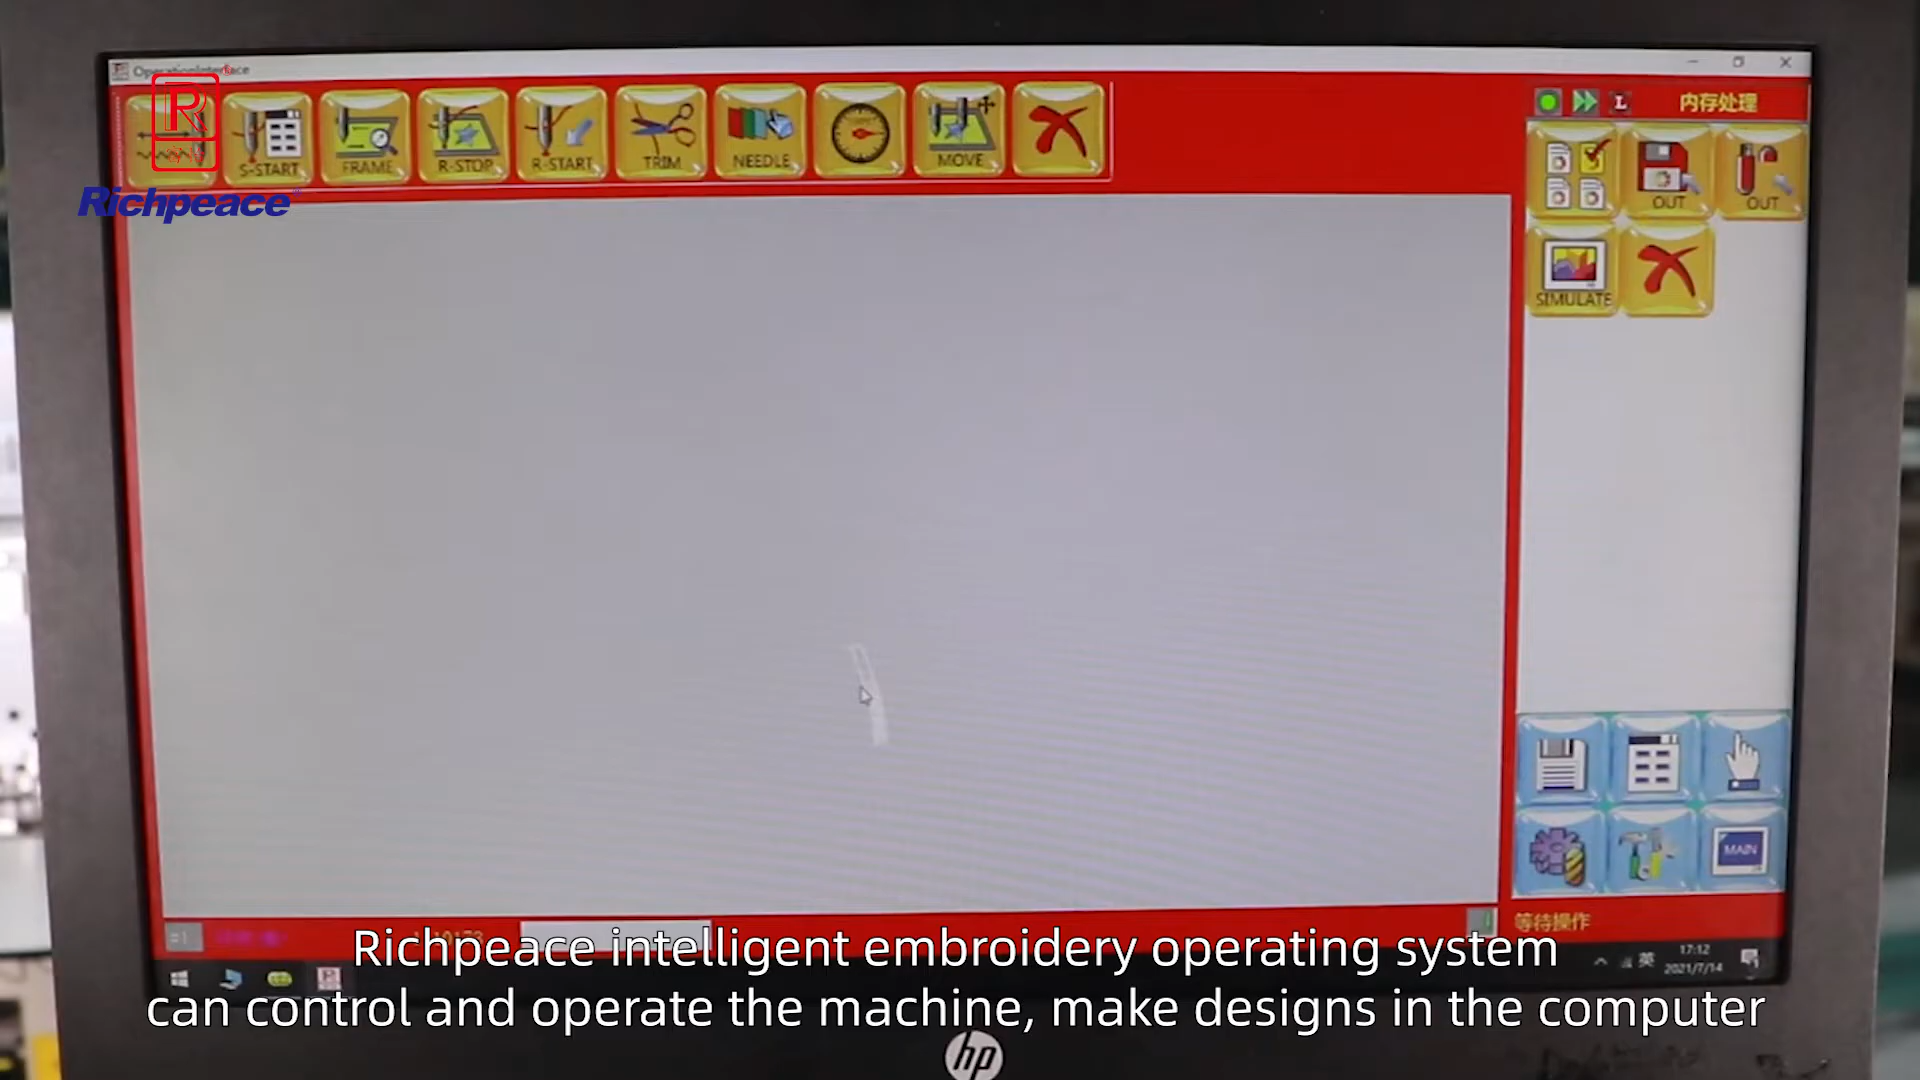 OperationInterface
Richpeace
S-START
FRAME
R-STOP
R-START
TRIM
NEEDLE
MOVE
L
内存处理
OUT
OUT
SIMULATE
MAIN
等待操作
英
17:12
2021/7/14
Richpeace intelligent embroidery operating system
can control and operate the machine, make designs in the computer
hp